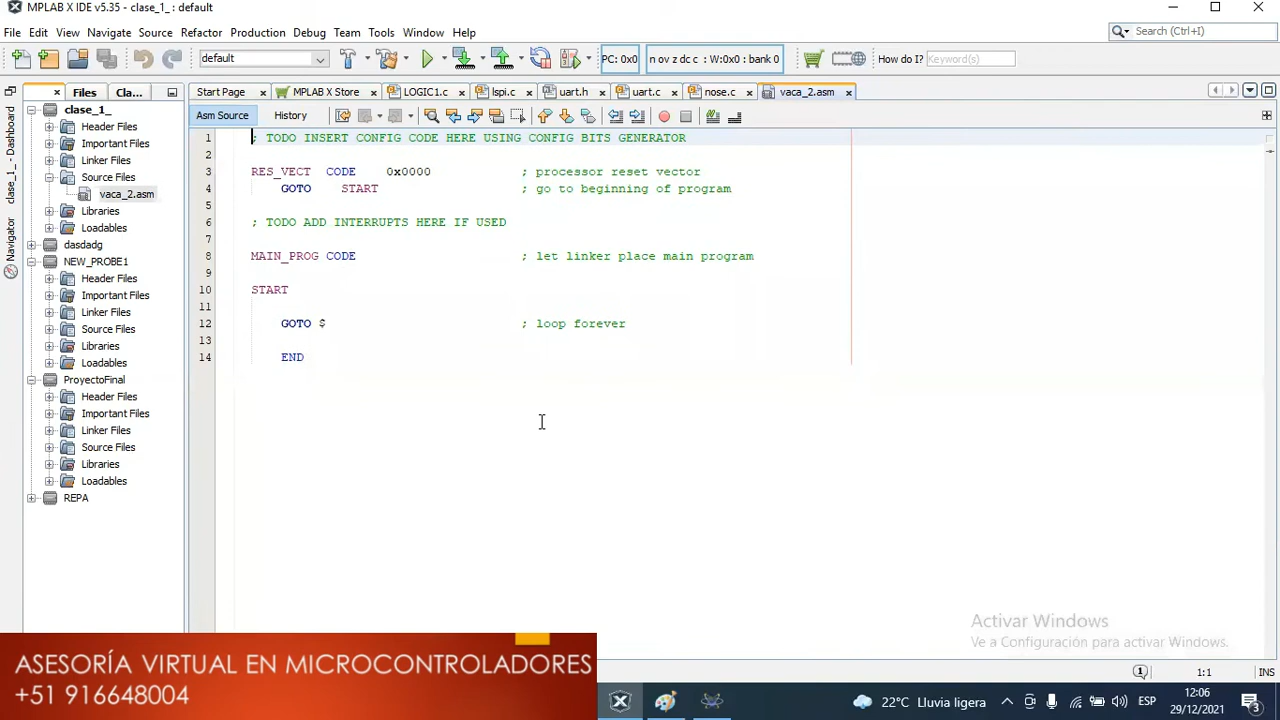 MPLAB X IDE v5.35 - clase_1_ : default
File Edit View Navigate Source Refactor Production Debug Team Tools Window Help
Search (Ctrl+I)
default
PC: 0x0
n ov z dc c : W:0x0 : bank 0
How do I?
Keyword(s)
Files
Cla...
Start Page
MPLAB X Store
LOGIC1.c
lspi.c
uart.h
uart.c
nose.c
vaca_2.asm
Asm Source
History
clase_1_ - Dashboard
Navigator
clase_1_
Header Files
Important Files
Linker Files
Source Files
vaca_2.asm
Libraries
Loadables
dasdadg
NEW_PROBE1
Header Files
Important Files
Linker Files
Source Files
Libraries
Loadables
ProyectoFinal
Header Files
Important Files
Linker Files
Source Files
Libraries
Loadables
REPA
1 ; TODO INSERT CONFIG CODE HERE USING CONFIG BITS GENERATOR
2
3 RES_VECT CODE 0x0000 ; processor reset vector
4 GOTO START ; go to beginning of program
5
6 ; TODO ADD INTERRUPTS HERE IF USED
7
8 MAIN_PROG CODE ; let linker place main program
9
10 START
11
12 GOTO $ ; loop forever
13
14 END
Activar Windows
Ve a Configuración para activar Windows.
ASESORÍA VIRTUAL EN MICROCONTROLADORES
+51 916648004
1:1 INS
22°C Lluvia ligera
ESP
12:06
29/12/2021
3